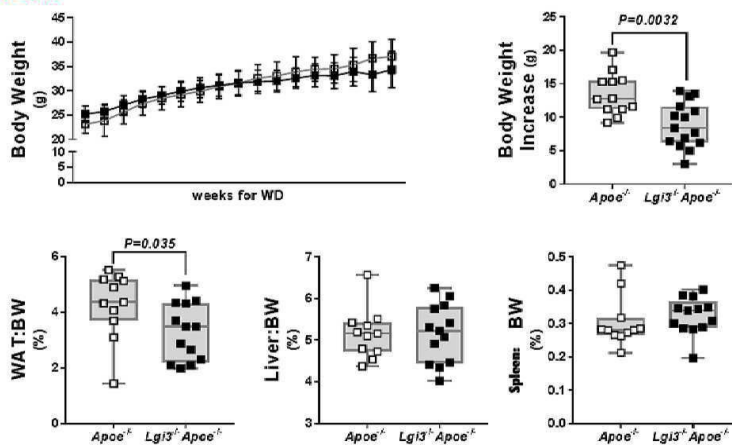 Body Weight
(g)
45
40
35
30
25
20
10
0
weeks for WD
Body Weight
Increase (g)
25
20
15
10
5
0
P=0.0032
Apoe-/-
Lgi3-/-Apoe-/-
WAT:BW
(%)
6
4
2
0
P=0.035
Apoe-/-
Lgi3-/-Apoe-/-
Liver:BW
(%)
7
6
5
4
3
Apoe-/-
Lgi3-/-Apoe-/-
Spleen: BW
(%)
0.5
0.4
0.3
0.2
0.1
0.0
Apoe-/-
Lgi3-/-Apoe-/-